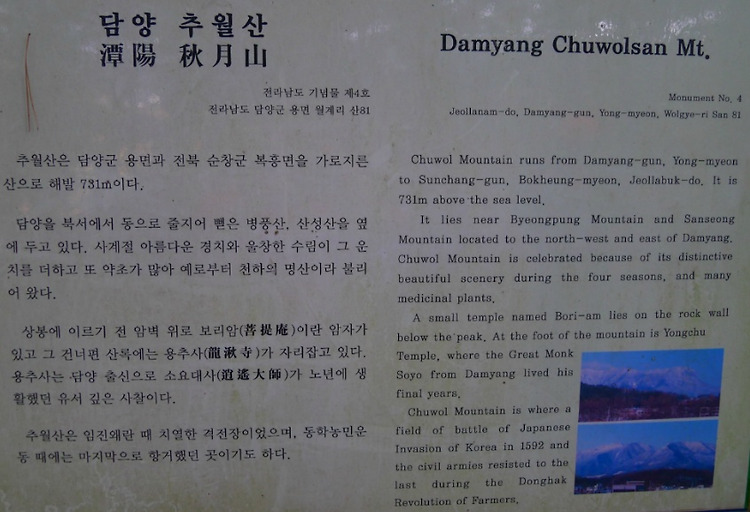 담양 추월산
潭陽 秋月山
전라남도 기념물 제4호
전라남도 담양군 용면 월계리 산81
추월산은 담양군 용면과 전북 순창군 복흥면을 가로지른
산으로 해발 731m이다.
담양을 북서에서 동으로 줄지어 뻗은 병풍산, 산성산을 옆
에 두고 있다. 사계절 아름다운 경치와 울창한 수림이 그 운
치를 더하고 또 약초가 많아 예로부터 천하의 명산이라 불리
어 왔다.
상봉에 이르기 전 암벽 위로 보리암(菩提庵)이란 암자가
있고 그 건너편 산록에는 용추사(龍湫寺)가 자리잡고 있다.
용추사는 담양 출신으로 소요대사(逍遙大師)가 노년에 생
활했던 유서 깊은 사찰이다.
추월산은 임진왜란 때 치열한 격전장이었으며, 동학농민운
동 때에는 마지막으로 항거했던 곳이기도 하다.
Damyang Chuwolsan Mt.
Monument No. 4
Jeollanam-do, Damyang-gun, Yong-myeon, Wolgye-ri San 81
Chuwol Mountain runs from Damyang-gun, Yong-myeon
to Sunchang-gun, Bokheung-myeon, Jeollabuk-do. It is
731m above the sea level.
It lies near Byeongpung Mountain and Sanseong
Mountain located to the north-west and east of Damyang.
Chuwol Mountain is celebrated because of its distinctive
beautiful scenery during the four seasons, and many
medicinal plants.
A small temple named Bori-am lies on the rock wall
below the peak. At the foot of the mountain is Yongchu
Temple, where the Great Monk
Soyo from Damyang lived his
final years.
Chuwol Mountain is where a
field of battle of Japanese
Invasion of Korea in 1592 and
the civil armies resisted to the
last during the Donghak
Revolution of Farmers.